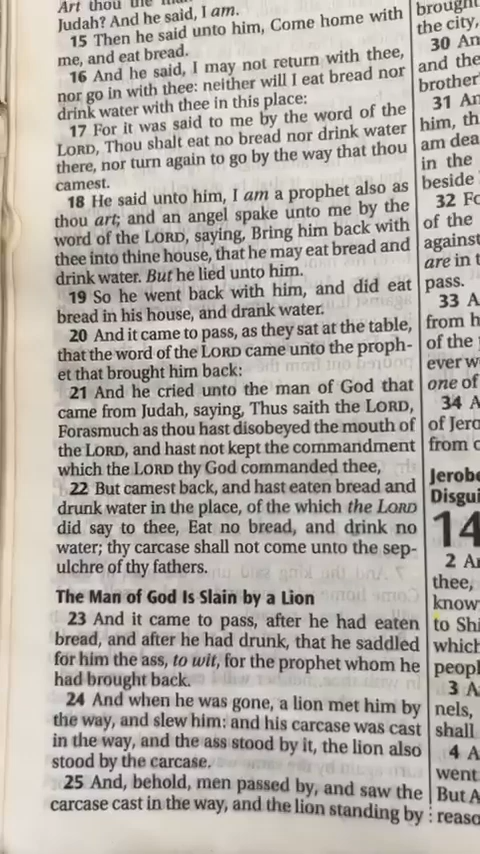 Art thou the man
Judah? And he said, I am.
15 Then he said unto him, Come home with
me, and eat bread.
16 And he said, I may not return with thee,
nor go in with thee: neither will I eat bread nor
drink water with thee in this place:
17 For it was said to me by the word of the
LORD, Thou shalt eat no bread nor drink water
there, nor turn again to go by the way that thou
camest.
18 He said unto him, I am a prophet also as
thou art; and an angel spake unto me by the
word of the LORD, saying, Bring him back with
thee into thine house, that he may eat bread and
drink water. But he lied unto him.
19 So he went back with him, and did eat
bread in his house, and drank water.
20 And it came to pass, as they sat at the table,
that the word of the LORD came unto the proph-
et that brought him back:
21 And he cried unto the man of God that
came from Judah, saying, Thus saith the LORD,
Forasmuch as thou hast disobeyed the mouth of
the LORD, and hast not kept the commandment
which the LORD thy God commanded thee,
22 But camest back, and hast eaten bread and
drunk water in the place, of the which the LORD
did say to thee, Eat no bread, and drink no
water; thy carcase shall not come unto the sep-
ulchre of thy fathers.
The Man of God Is Slain by a Lion
23 And it came to pass, after he had eaten
bread, and after he had drunk, that he saddled
for him the ass, to wit, for the prophet whom he
had brought back.
24 And when he was gone, a lion met him by
the way, and slew him: and his carcase was cast
in the way, and the ass stood by it, the lion also
stood by the carcase.
25 And, behold, men passed by, and saw the
carcase cast in the way, and the lion standing by
brought
the city,
30 An
and the
brother
31 An
him, th
am dea
in the
beside
32 Fo
of the
against
are in t
pass.
33 A
from h
of the
ever w
one of
34 A
of Jero
from o
Jerobo
Disgui
14
2 An
thee,
know
to Shi
which
peopl
3 A
nels,
shall
4 A
went
But A
reaso